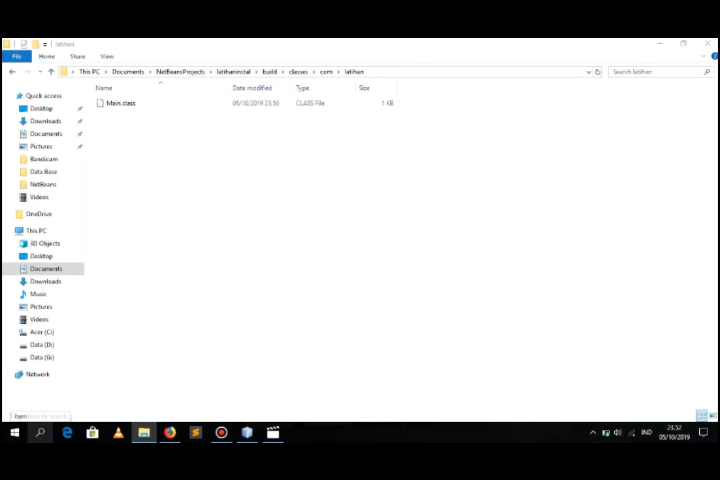 latihan
File Home Share View
This PC Documents NetBeansProjects latihaninstal build classes com latihan
Search latihan
Name Date modified Type Size
Main.class 05/10/2019 23.50 CLASS File 1 KB
Quick access
Desktop
Downloads
Documents
Pictures
Bandicam
Data Base
NetBeans
Videos
OneDrive
This PC
3D Objects
Desktop
Documents
Downloads
Music
Pictures
Videos
Acer (C:)
Data (D:)
Data (G:)
Network
IND
23.52
05/10/2019